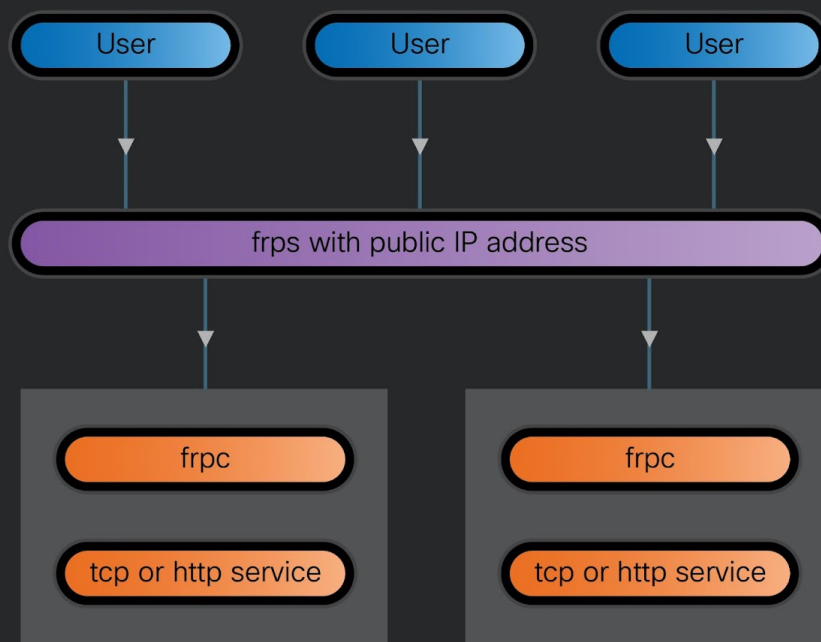 User
User
User
frps with public IP address
frpc
frpc
tcp or http service
tcp or http service